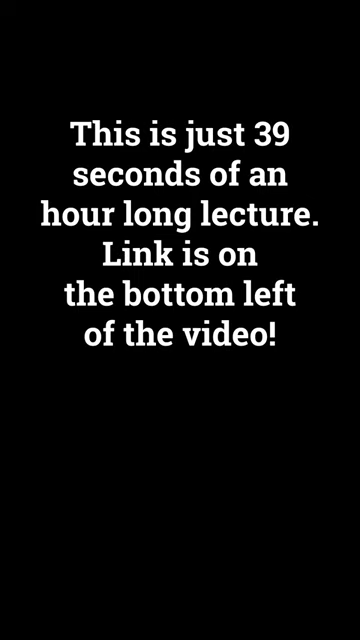 This is just 39
seconds of an
hour long lecture.
Link is on
the bottom left
of the video!